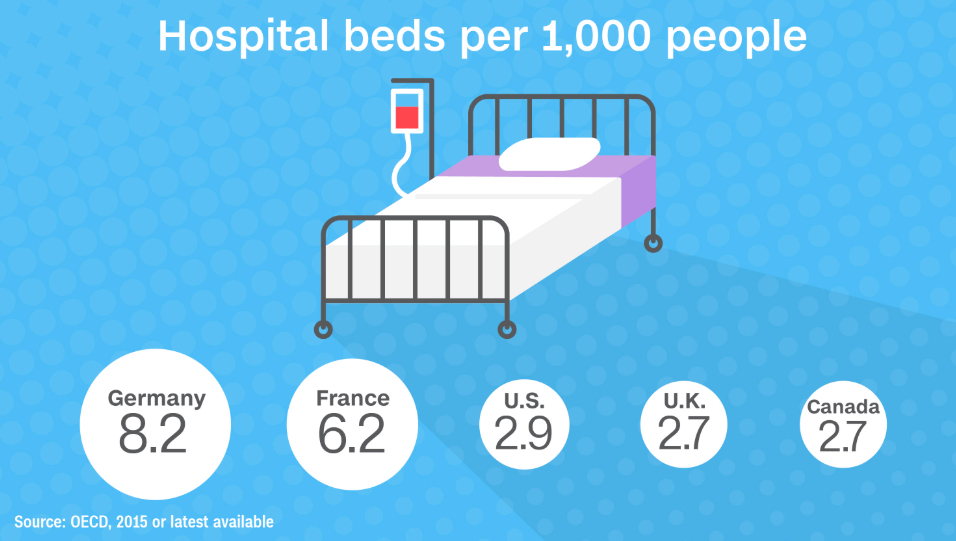 Hospital beds per 1,000 people
Germany
8.2
France
6.2
U.S.
2.9
U.K.
2.7
Canada
2.7
Source: OECD, 2015 or latest available